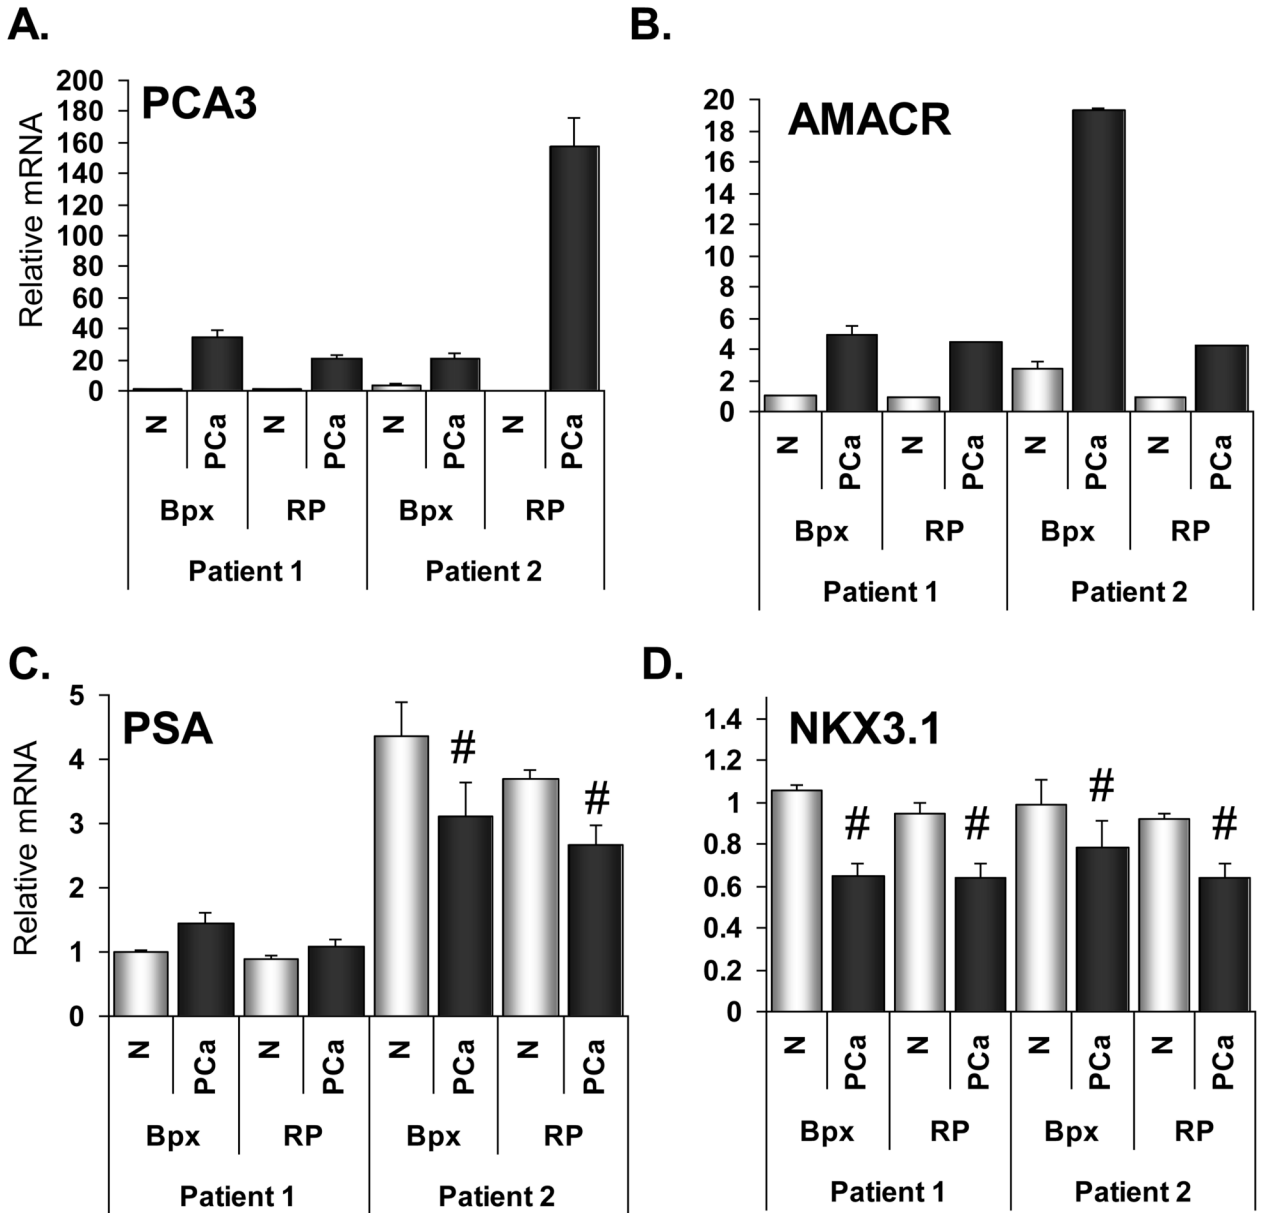 A.
PCA3
Relative mRNA
200
180
160
140
120
100
80
60
40
20
0
N PCa N PCa N PCa N PCa
Bpx RP Bpx RP
Patient 1 Patient 2
B.
AMACR
20
18
16
14
12
10
8
6
4
2
0
N PCa N PCa N PCa N PCa
Bpx RP Bpx RP
Patient 1 Patient 2
C.
PSA
Relative mRNA
5
4
3
2
1
0
# #
N PCa N PCa N PCa N PCa
Bpx RP Bpx RP
Patient 1 Patient 2
D.
NKX3.1
1.4
1.2
1
0.8
0.6
0.4
0.2
0
# # # #
N PCa N PCa N PCa N PCa
Bpx RP Bpx RP
Patient 1 Patient 2